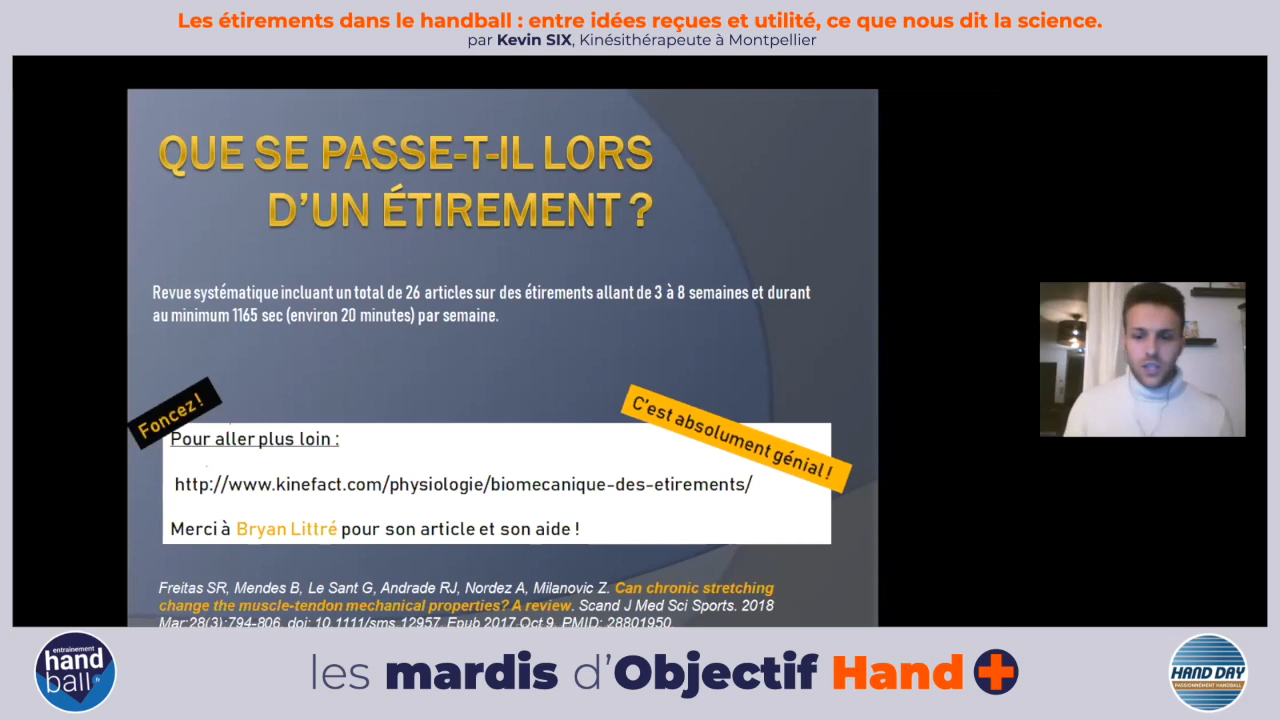 Les étirements dans le handball : entre idées reçues et utilité, ce que nous dit la science.
par Kevin SIX, Kinésithérapeute à Montpellier
QUE SE PASSE-T-IL LORS
D'UN ÉTIREMENT ?
Revue systématique incluant un total de 26 articles sur des étirements allant de 3 à 8 semaines et durant
au minimum 1165 sec (environ 20 minutes) par semaine.
Foncez !
C'est absolument génial !
Pour aller plus loin :
http://www.kinefact.com/physiologie/biomecanique-des-etirements/
Merci à Bryan Littré pour son article et son aide !
Freitas SR, Mendes B, Le Sant G, Andrade RJ, Nordez A, Milanovic Z. Can chronic stretching
change the muscle-tendon mechanical properties? A review. Scand J Med Sci Sports. 2018
Mar;28(3):794-806. doi: 10.1111/sms.12957. Epub 2017 Oct 9. PMID: 28801950.
entrainement
hand
ball.fr
les mardis d'Objectif Hand+
HAND DAY
PASSIONNÉMENT HANDBALL